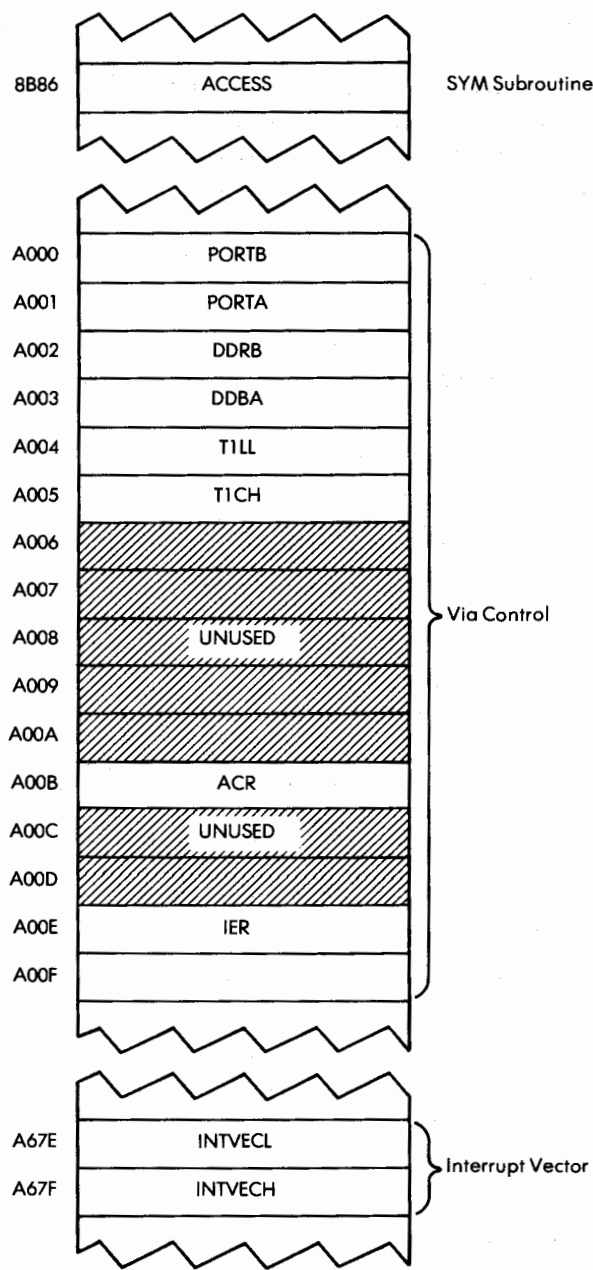 8B86 ACCESS SYM Subroutine
A000 PORTB
A001 PORTA
A002 DDRB
A003 DDBA
A004 T1LL
A005 T1CH
A006
A007
Via Control
A008 UNUSED
A009
A00A
A00B ACR
A00C UNUSED
A00D
A00E IER
A00F
A67E INTVECL
Interrupt Vector
A67F INTVECH